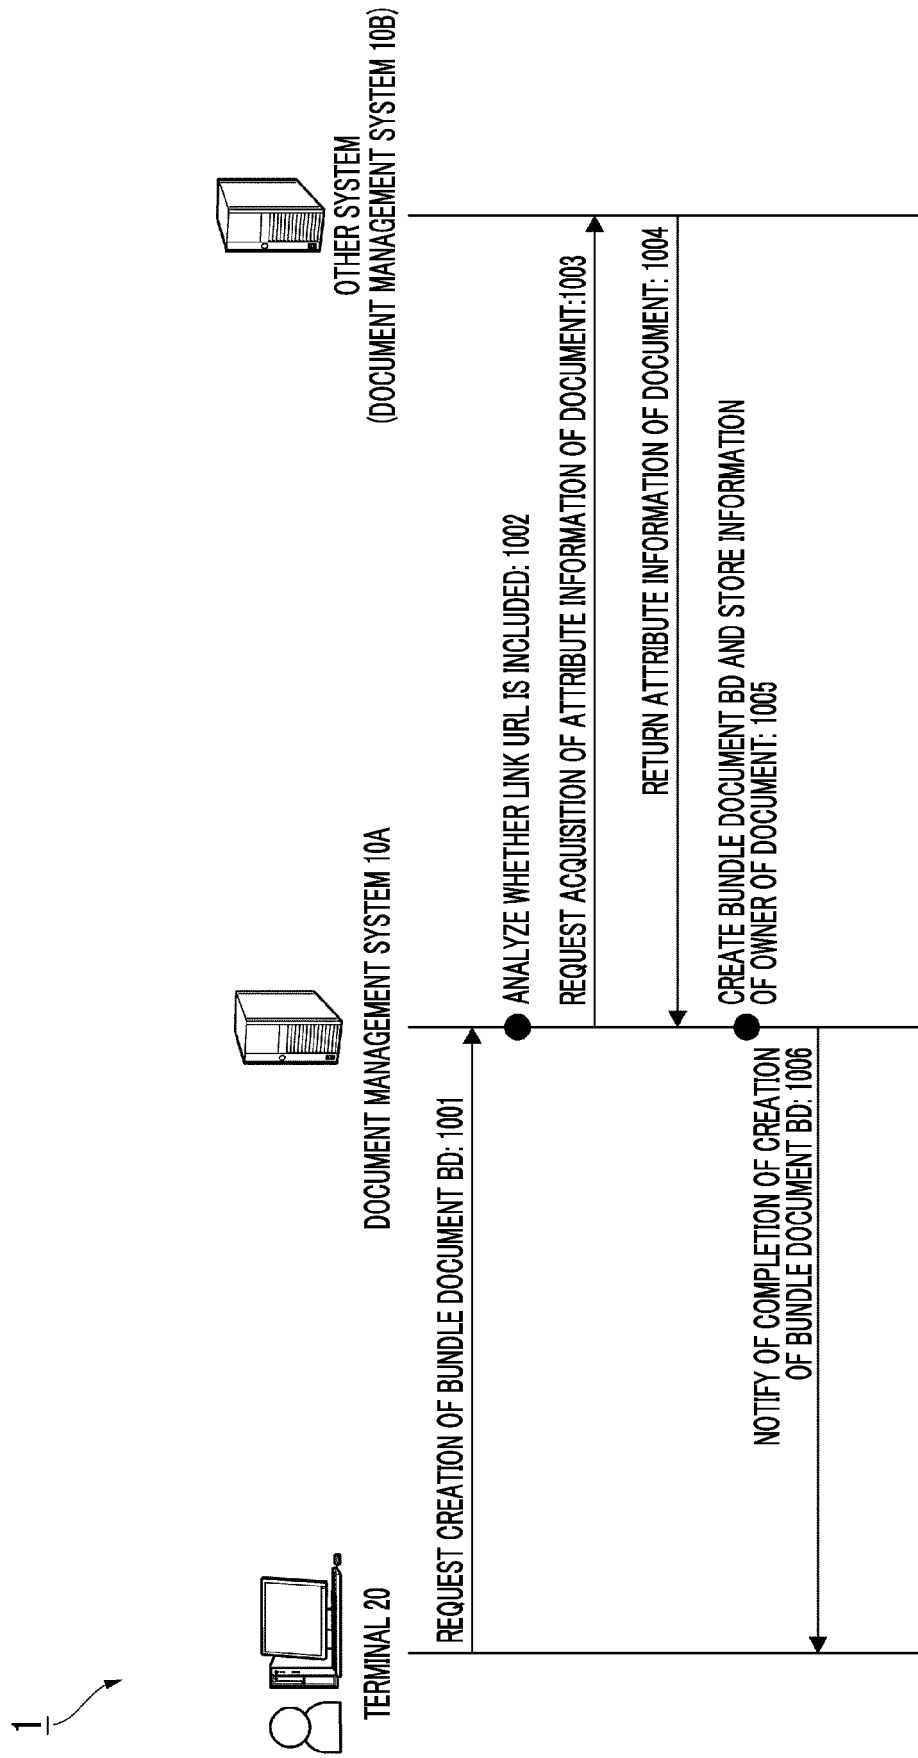 1
TERMINAL 20
DOCUMENT MANAGEMENT SYSTEM 10A
OTHER SYSTEM
(DOCUMENT MANAGEMENT SYSTEM 10B)
REQUEST CREATION OF BUNDLE DOCUMENT BD: 1001
ANALYZE WHETHER LINK URL IS INCLUDED: 1002
REQUEST ACQUISITION OF ATTRIBUTE INFORMATION OF DOCUMENT:1003
RETURN ATTRIBUTE INFORMATION OF DOCUMENT: 1004
CREATE BUNDLE DOCUMENT BD AND STORE INFORMATION
OF OWNER OF DOCUMENT: 1005
NOTIFY OF COMPLETION OF CREATION
OF BUNDLE DOCUMENT BD: 1006